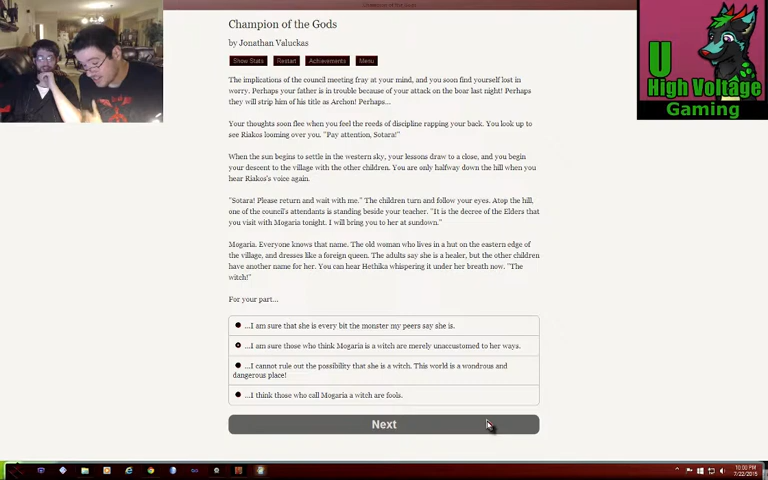 Champion of the Gods
Champion of the Gods
by Jonathan Valuckas
Show Stats Restart Achievements Menu
The implications of the council meeting fray at your mind, and you soon find yourself lost in
worry. Perhaps your father is in trouble because of your attack on the boar last night! Perhaps
they will strip him of his title as Archon! Perhaps...
Your thoughts soon flee when you feel the reeds of discipline rapping your back. You look up to
see Riakos looming over you. "Pay attention, Sotara!"
When the sun begins to settle in the western sky, your lessons draw to a close, and you begin
your descent to the village with the other children. You are only halfway down the hill when you
hear Riakos's voice again.
"Sotara! Please return and wait with me." The children turn and follow your eyes. Atop the hill,
one of the council's attendants is standing beside your teacher. "It is the decree of the Elders that
you visit with Mogaria tonight. I will bring you to her at sundown."
Mogaria. Everyone knows that name. The old woman who lives in a hut on the eastern edge of
the village, and dresses like a foreign queen. The adults say she is a healer, but the other children
have another name for her. You can hear Hethika whispering it under her breath now. "The
witch!"
For your part...
...I am sure that she is every bit the monster my peers say she is.
...I am sure those who think Mogaria is a witch are merely unaccustomed to her ways.
...I cannot rule out the possibility that she is a witch. This world is a wondrous and
dangerous place!
...I think those who call Mogaria a witch are fools.
Next
U
High Voltage
Gaming
10:00 PM
7/22/2015